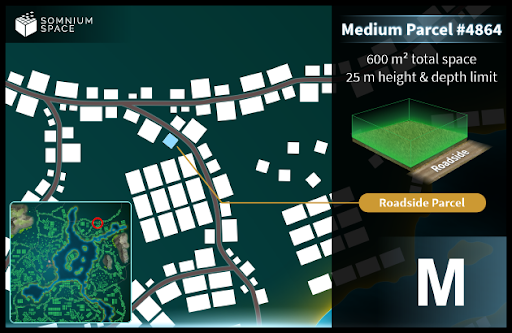 SOMNIUM
SPACE
Medium Parcel #4864
600 m² total space
25 m height & depth limit
Roadside
Roadside Parcel
M